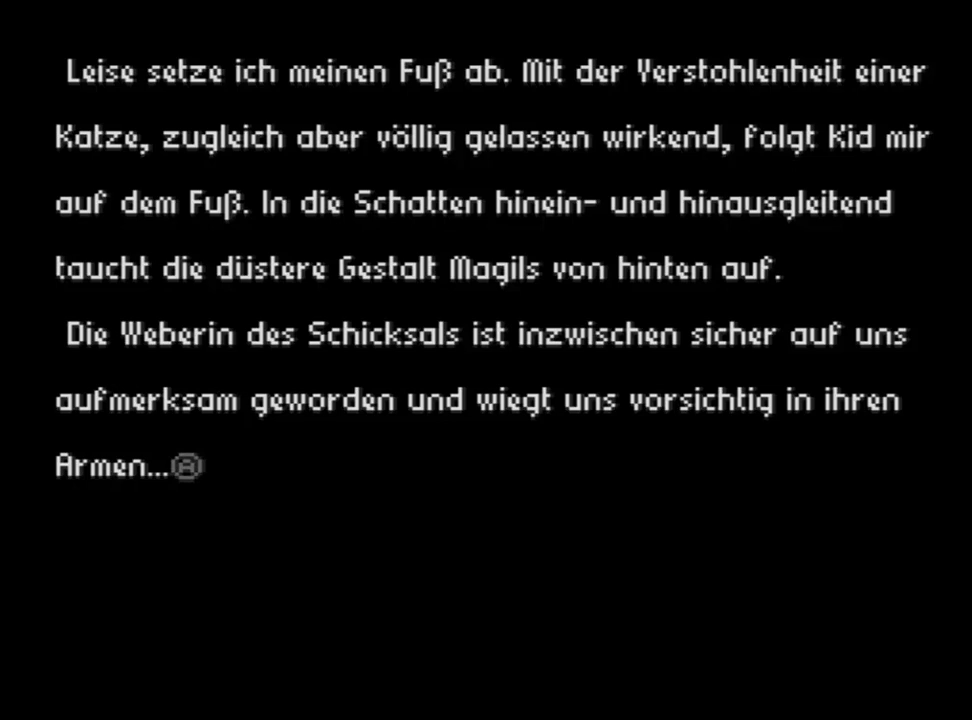 Leise setze ich meinen Fuß ab. Mit der Verstohlenheit einer
Katze, zugleich aber völlig gelassen wirkend, folgt Kid mir
auf dem Fuß. In die Schatten hinein- und hinausgleitend
taucht die düstere Gestalt Magils von hinten auf.
Die Weberin des Schicksals ist inzwischen sicher auf uns
aufmerksam geworden und wiegt uns vorsichtig in ihren
Armen...Ⓐ